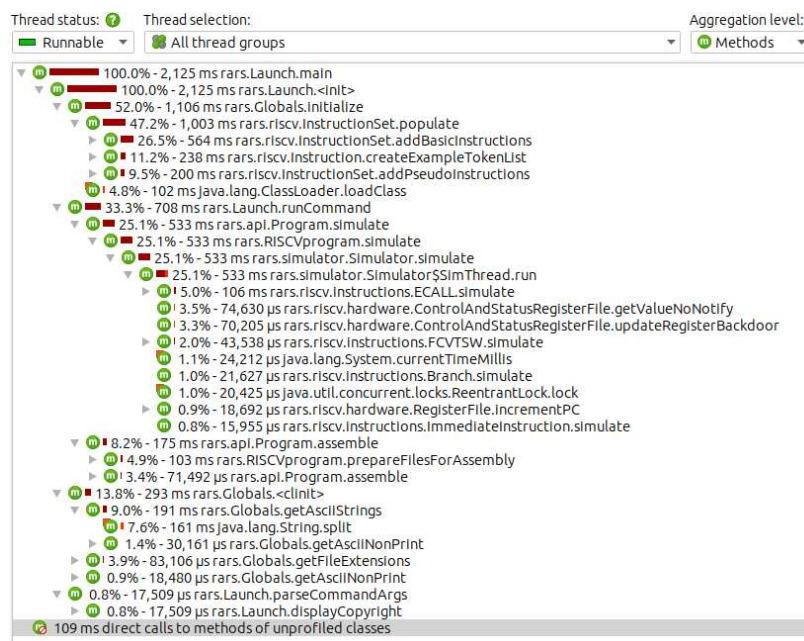 Thread status: Thread selection: Aggregation level:
Runnable All thread groups Methods
100.0% - 2,125 ms rars.Launch.main
100.0% - 2,125 ms rars.Launch.<init>
52.0% - 1,106 ms rars.Globals.initialize
47.2% - 1,003 ms rars.riscv.InstructionSet.populate
26.5% - 564 ms rars.riscv.InstructionSet.addBasicInstructions
11.2% - 238 ms rars.riscv.Instruction.createExampleTokenList
9.5% - 200 ms rars.riscv.InstructionSet.addPseudoInstructions
4.8% - 102 ms java.lang.ClassLoader.loadClass
33.3% - 708 ms rars.Launch.runCommand
25.1% - 533 ms rars.api.Program.simulate
25.1% - 533 ms rars.RISCVprogram.simulate
25.1% - 533 ms rars.simulator.Simulator.simulate
25.1% - 533 ms rars.simulator.Simulator$SimThread.run
5.0% - 106 ms rars.riscv.instructions.ECALL.simulate
3.5% - 74,630 µs rars.riscv.hardware.ControlAndStatusRegisterFile.getValueNoNotify
3.3% - 70,205 µs rars.riscv.hardware.ControlAndStatusRegisterFile.updateRegisterBackdoor
2.0% - 43,538 µs rars.riscv.instructions.FCVTSW.simulate
1.1% - 24,212 µs java.lang.System.currentTimeMillis
1.0% - 21,627 µs rars.riscv.instructions.Branch.simulate
1.0% - 20,425 µs java.util.concurrent.locks.ReentrantLock.lock
0.9% - 18,692 µs rars.riscv.hardware.RegisterFile.incrementPC
0.8% - 15,955 µs rars.riscv.instructions.ImmediateInstruction.simulate
8.2% - 175 ms rars.api.Program.assemble
4.9% - 103 ms rars.RISCVprogram.prepareFilesForAssembly
3.4% - 71,492 µs rars.api.Program.assemble
13.8% - 293 ms rars.Globals.<clinit>
9.0% - 191 ms rars.Globals.getAsciiStrings
7.6% - 161 ms java.lang.String.split
1.4% - 30,161 µs rars.Globals.getAsciiNonPrint
3.9% - 83,106 µs rars.Globals.getFileExtensions
0.9% - 18,480 µs rars.Globals.getAsciiNonPrint
0.8% - 17,509 µs rars.Launch.parseCommandArgs
0.8% - 17,509 µs rars.Launch.displayCopyright
109 ms direct calls to methods of unprofiled classes